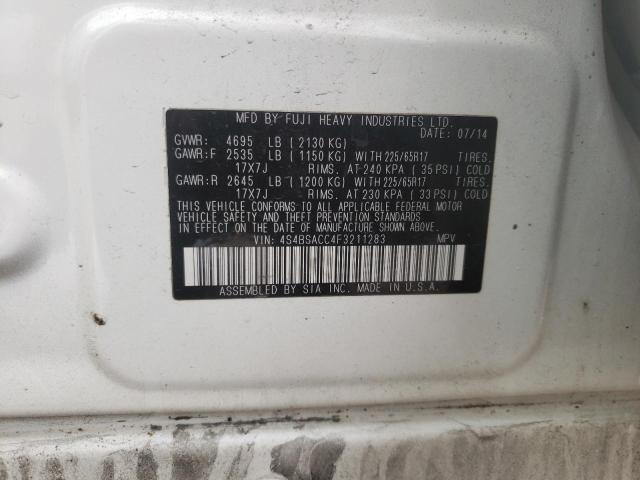 MFD BY FUJI HEAVY INDUSTRIES LTD.
DATE: 07/14
GVWR: 4695 LB (2130 KG)
GAWR:F 2535 LB (1150 KG) WITH 225/65R17 TIRES.
17X7J RIMS. AT 240 KPA (35 PSI) COLD
GAWR:R 2645 LB (1200 KG) WITH 225/65R17 TIRES.
17X7J RIMS. AT 230 KPA (33 PSI) COLD
THIS VEHICLE CONFORMS TO ALL APPLICABLE FEDERAL MOTOR
VEHICLE SAFETY AND THEFT PREVENTION STANDARDS
IN EFFECT ON THE DATE OF MANUFACTURE SHOWN ABOVE.
VIN: 4S4BSACC4F3211283 MPV
ASSEMBLED BY SIA INC. MADE IN U.S.A.